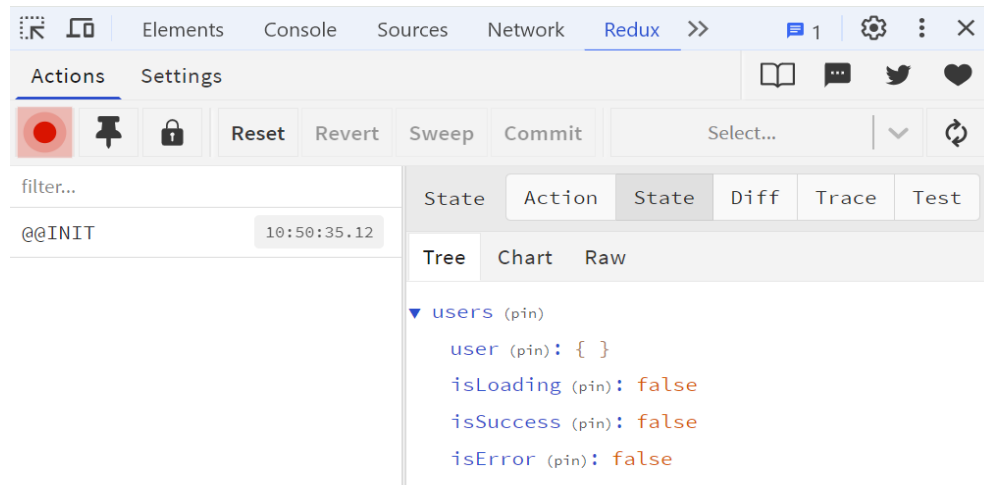 Elements Console Sources Network Redux >> 1
Actions Settings
Reset Revert Sweep Commit Select...
filter...
@@INIT 10:50:35.12
State Action State Diff Trace Test
Tree Chart Raw
users (pin)
user (pin): { }
isLoading (pin): false
isSuccess (pin): false
isError (pin): false